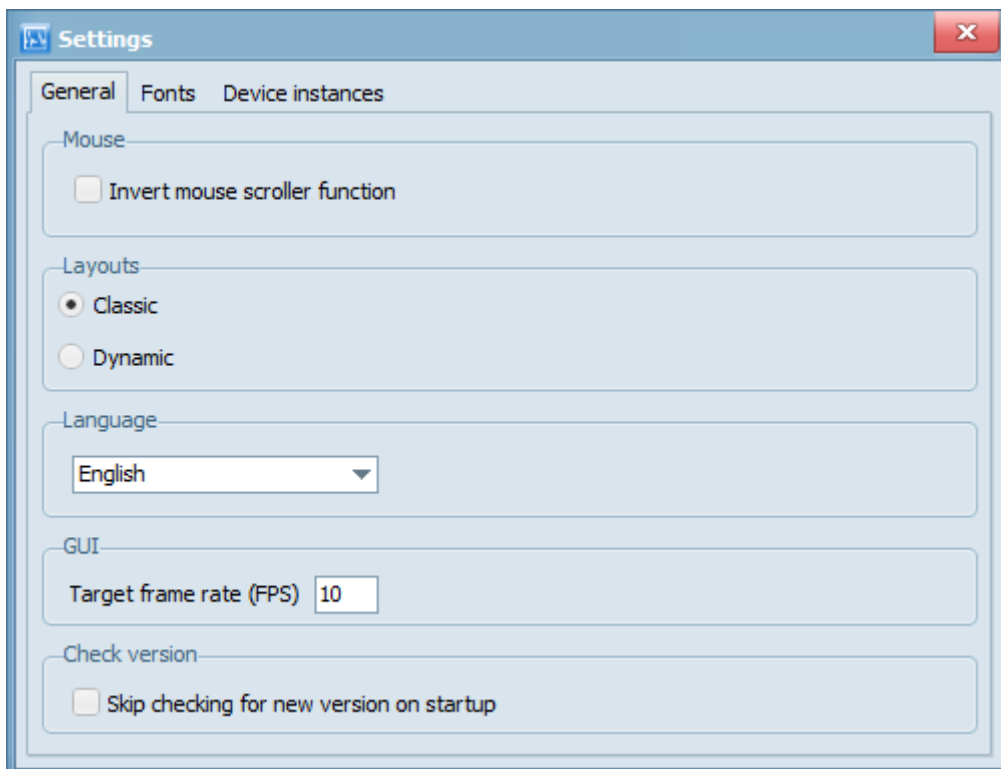 Settings
General Fonts Device instances
Mouse
Invert mouse scroller function
Layouts
Classic
Dynamic
Language
English
GUI
Target frame rate (FPS) 10
Check version
Skip checking for new version on startup